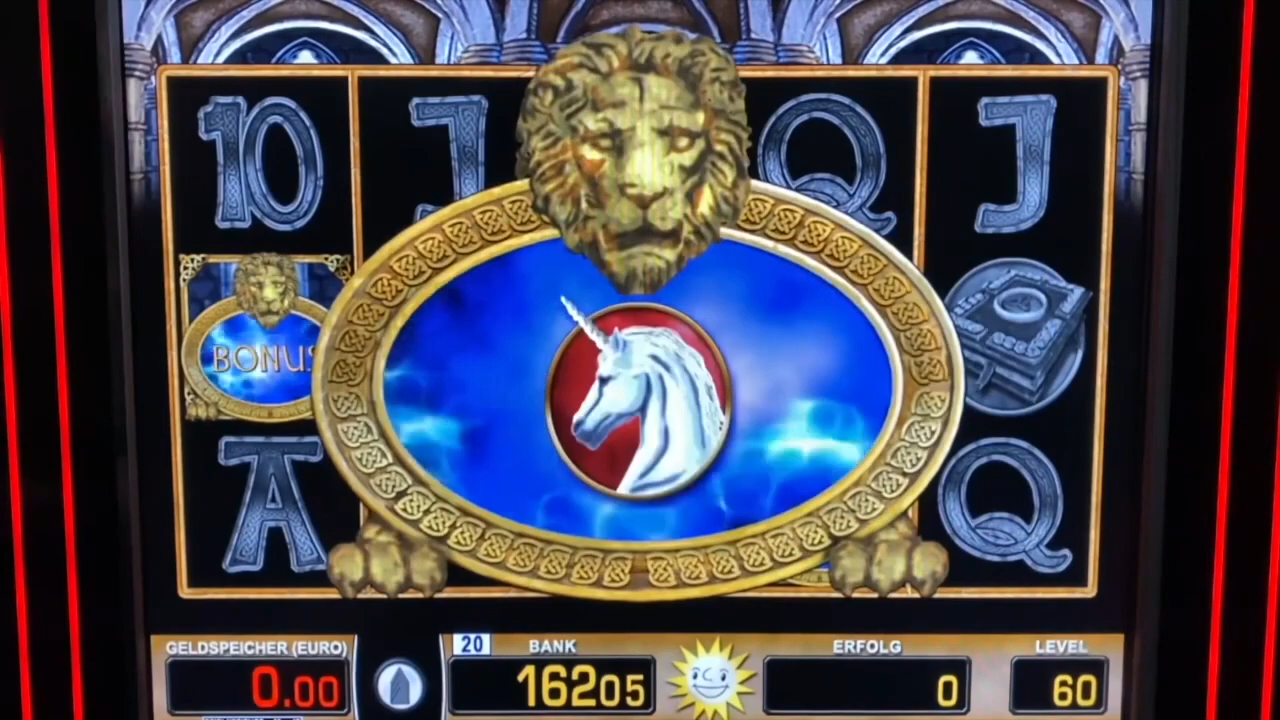 10 J Q J
BONUS
A Q
GELDSPEICHER (EURO) 20 BANK ERFOLG LEVEL
0.00 16205 0 60